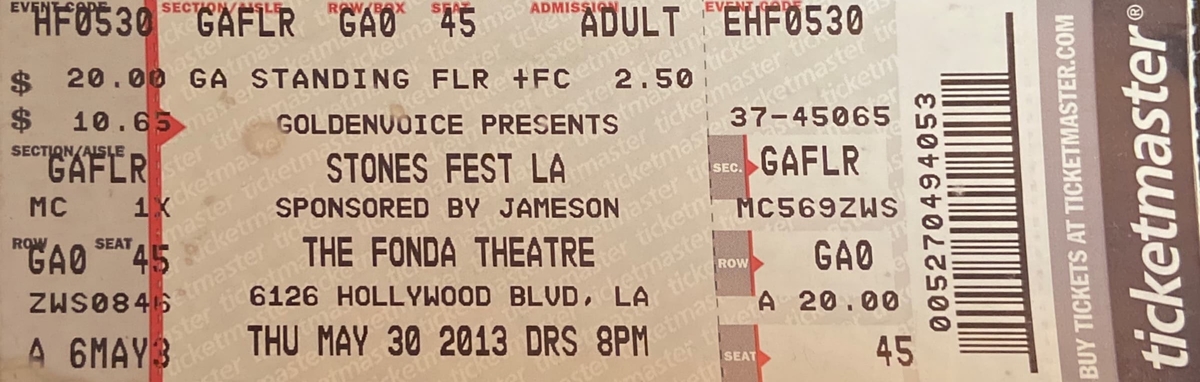 EVENT CODE SECTION/AISLE ROW/BOX SEAT ADMISSION EVENT CODE
HF0530 GAFLR GA0 45 ADULT EHF0530
$ 20.00 GA STANDING FLR +FC 2.50
$ 10.65 GOLDENVOICE PRESENTS 37-45065
SECTION/AISLE
GAFLR STONES FEST LA SEC. GAFLR
MC 1X SPONSORED BY JAMESON MC569ZWS
ROW SEAT
GA0 45 THE FONDA THEATRE ROW GA0
ZWS0846 6126 HOLLYWOOD BLVD, LA A 20.00
A 6MAY3 THU MAY 30 2013 DRS 8PM SEAT 45
005270494053
BUY TICKETS AT TICKETMASTER.COM
ticketmaster®